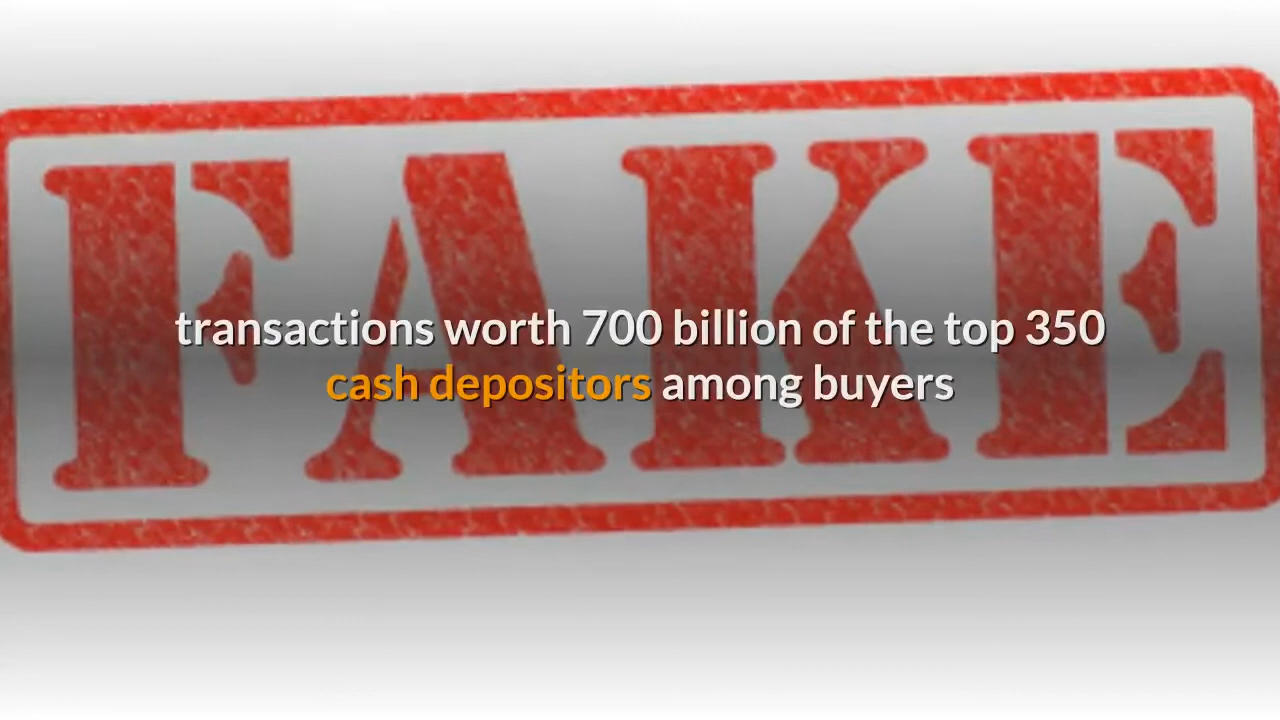 FAKE
transactions worth 700 billion of the top 350
cash depositors among buyers